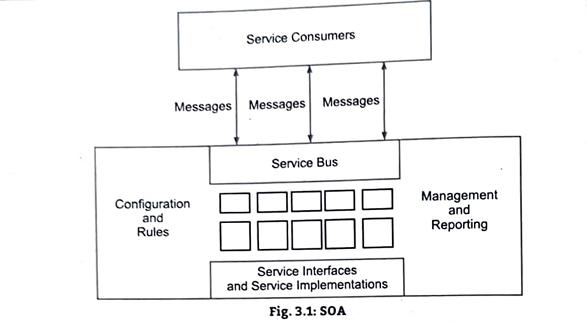 Service Consumers
Messages
Messages
Messages
Service Bus
Configuration
and
Rules
Management
and
Reporting
Service Interfaces
and Service Implementations
Fig. 3.1: SOA